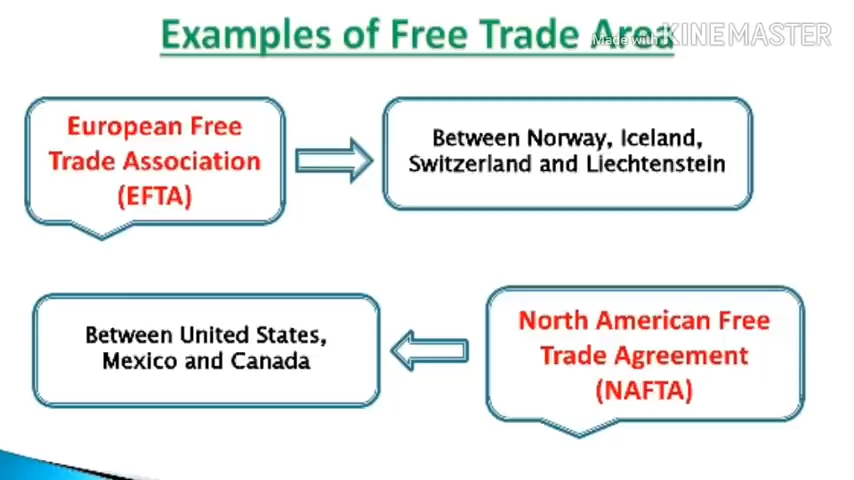 Examples of Free Trade Area
Made with KINEMASTER
European Free
Trade Association
(EFTA)
Between Norway, Iceland,
Switzerland and Liechtenstein
Between United States,
Mexico and Canada
North American Free
Trade Agreement
(NAFTA)